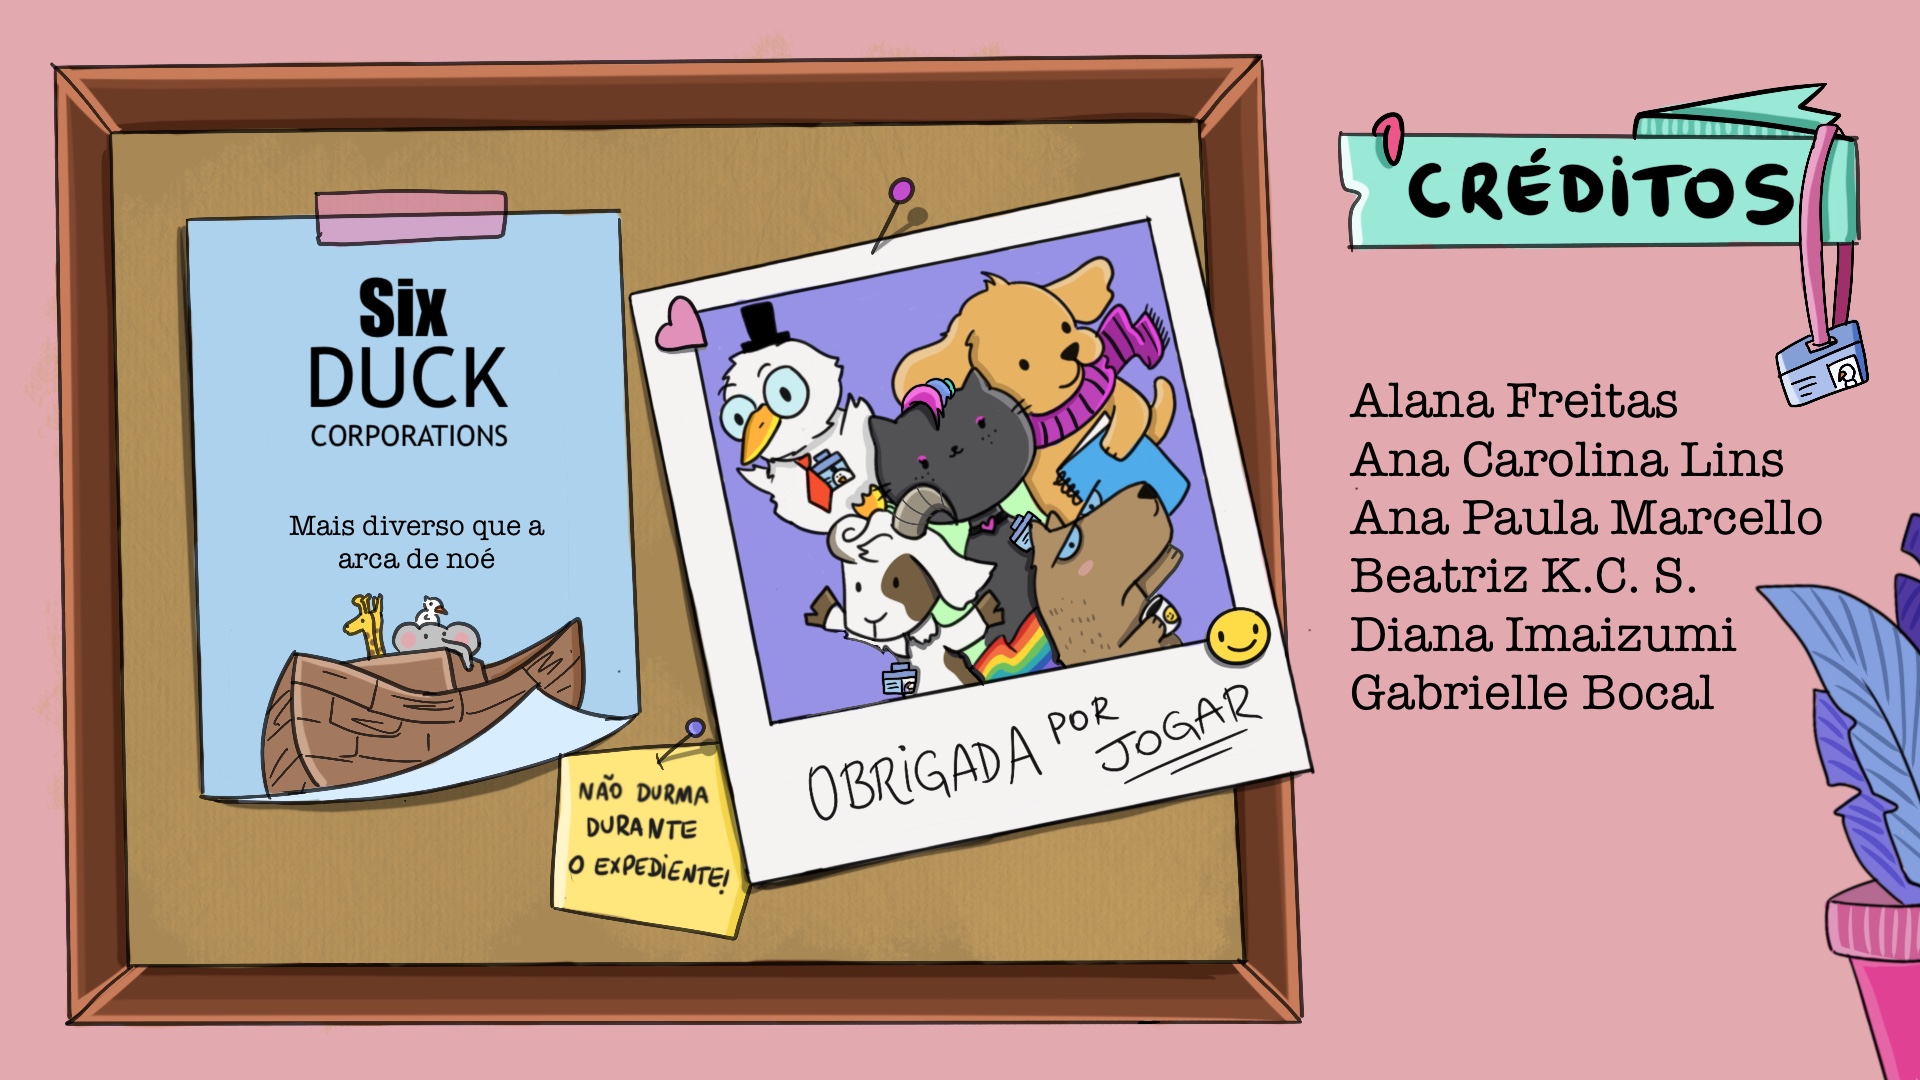 Six
DUCK
CORPORATIONS
Mais diverso que a
arca de noé
NÃO DURMA
DURANTE
O EXPEDIENTE!
OBRIGADA POR
JOGAR
CRÉDITOS
Alana Freitas
Ana Carolina Lins
Ana Paula Marcello
Beatriz K.C. S.
Diana Imaizumi
Gabrielle Bocal